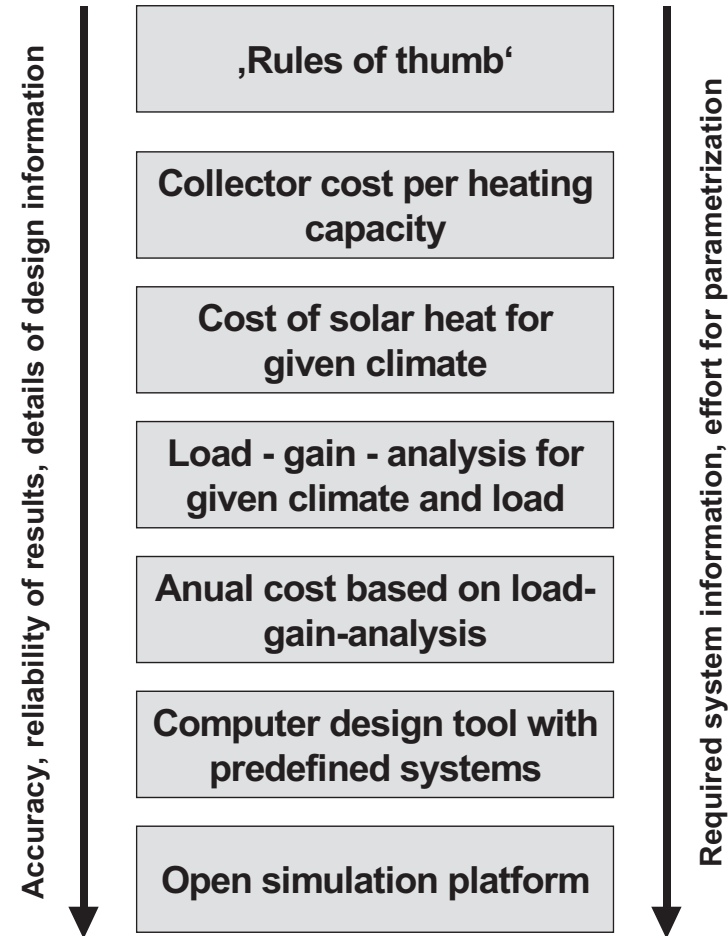 Accuracy, reliability of results, details of design information
‚Rules of thumb‘
Collector cost per heating
capacity
Cost of solar heat for
given climate
Load - gain - analysis for
given climate and load
Anual cost based on load-
gain-analysis
Computer design tool with
predefined systems
Open simulation platform
Required system information, effort for parametrization